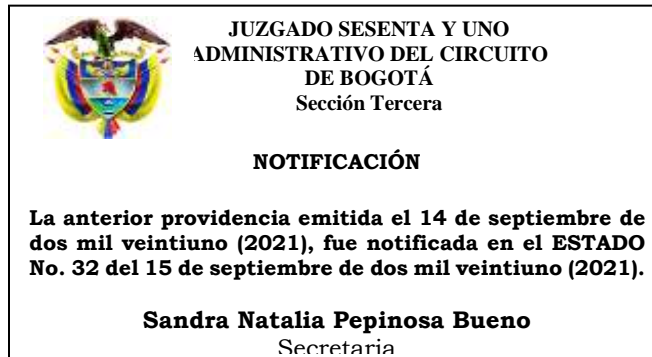 JUZGADO SESENTA Y UNO
ADMINISTRATIVO DEL CIRCUITO
DE BOGOTÁ
Sección Tercera
NOTIFICACIÓN
La anterior providencia emitida el 14 de septiembre de
dos mil veintiuno (2021), fue notificada en el ESTADO
No. 32 del 15 de septiembre de dos mil veintiuno (2021).
Sandra Natalia Pepinosa Bueno
Secretaria